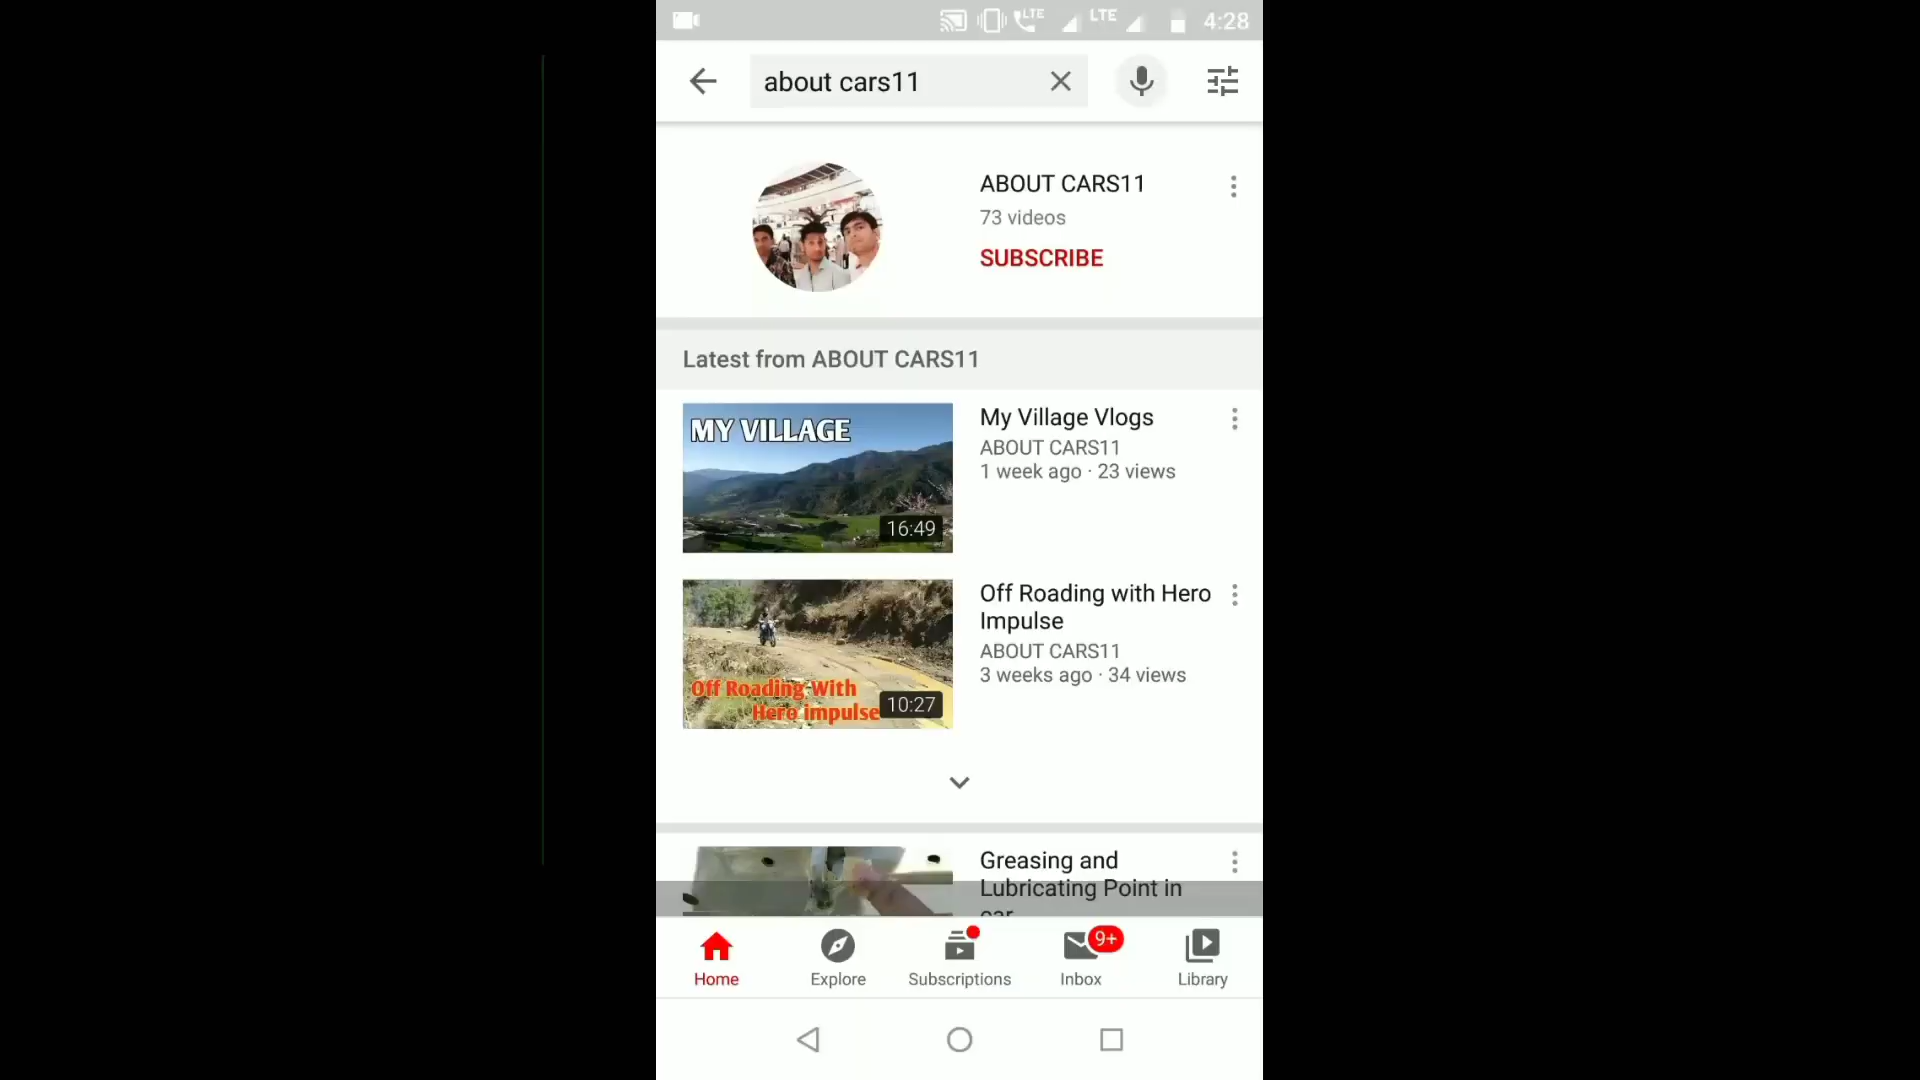 LTE LTE 4:28
about cars11
ABOUT CARS11
73 videos
SUBSCRIBE
Latest from ABOUT CARS11
MY VILLAGE
16:49
My Village Vlogs
ABOUT CARS11
1 week ago · 23 views
Off Roading With
Hero impulse
10:27
Off Roading with Hero
Impulse
ABOUT CARS11
3 weeks ago · 34 views
Greasing and
Lubricating Point in
car
9+
Home Explore Subscriptions Inbox Library